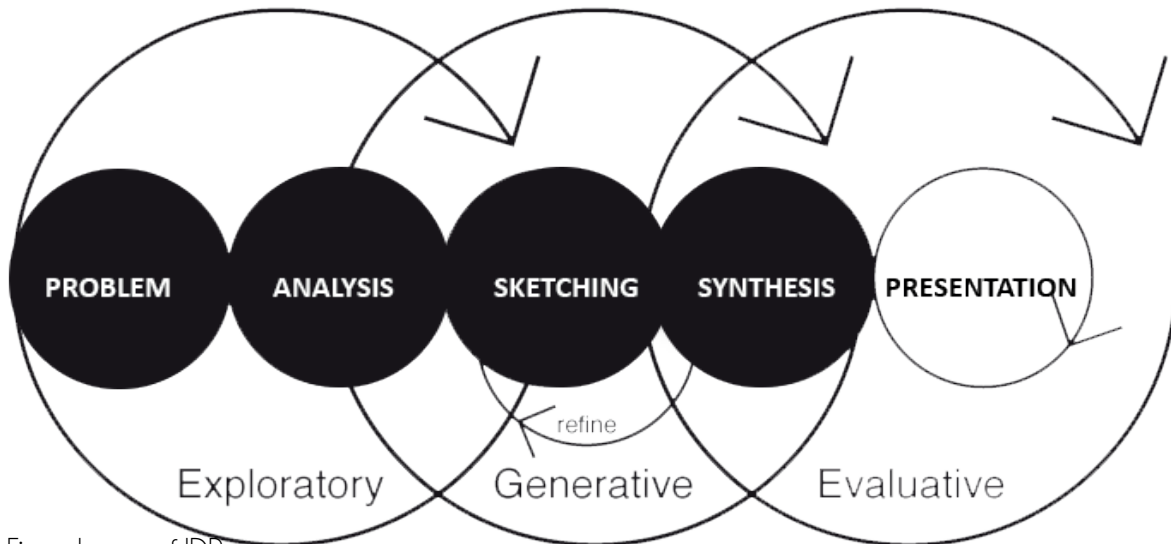 PROBLEM ANALYSIS SKETCHING SYNTHESIS PRESENTATION
refine
Exploratory Generative Evaluative